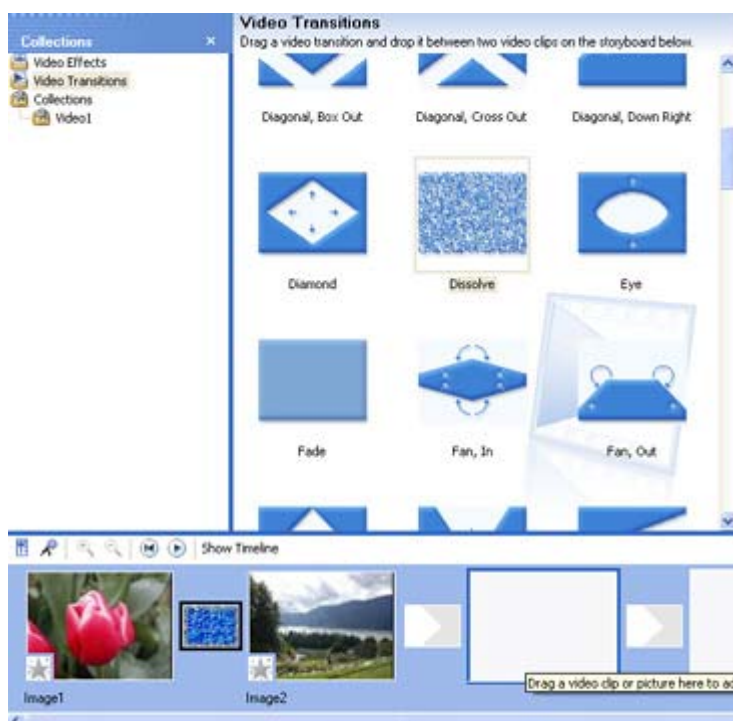 Collections ×
Video Effects
Video Transitions
Collections
Video1
Video Transitions
Drag a video transition and drop it between two video clips on the storyboard below.
Diagonal, Box Out Diagonal, Cross Out Diagonal, Down Right
Diamond Dissolve Eye
Fade Fan, In Fan, Out
Show Timeline
Drag a video clip or picture here to ad
Image1 Image2